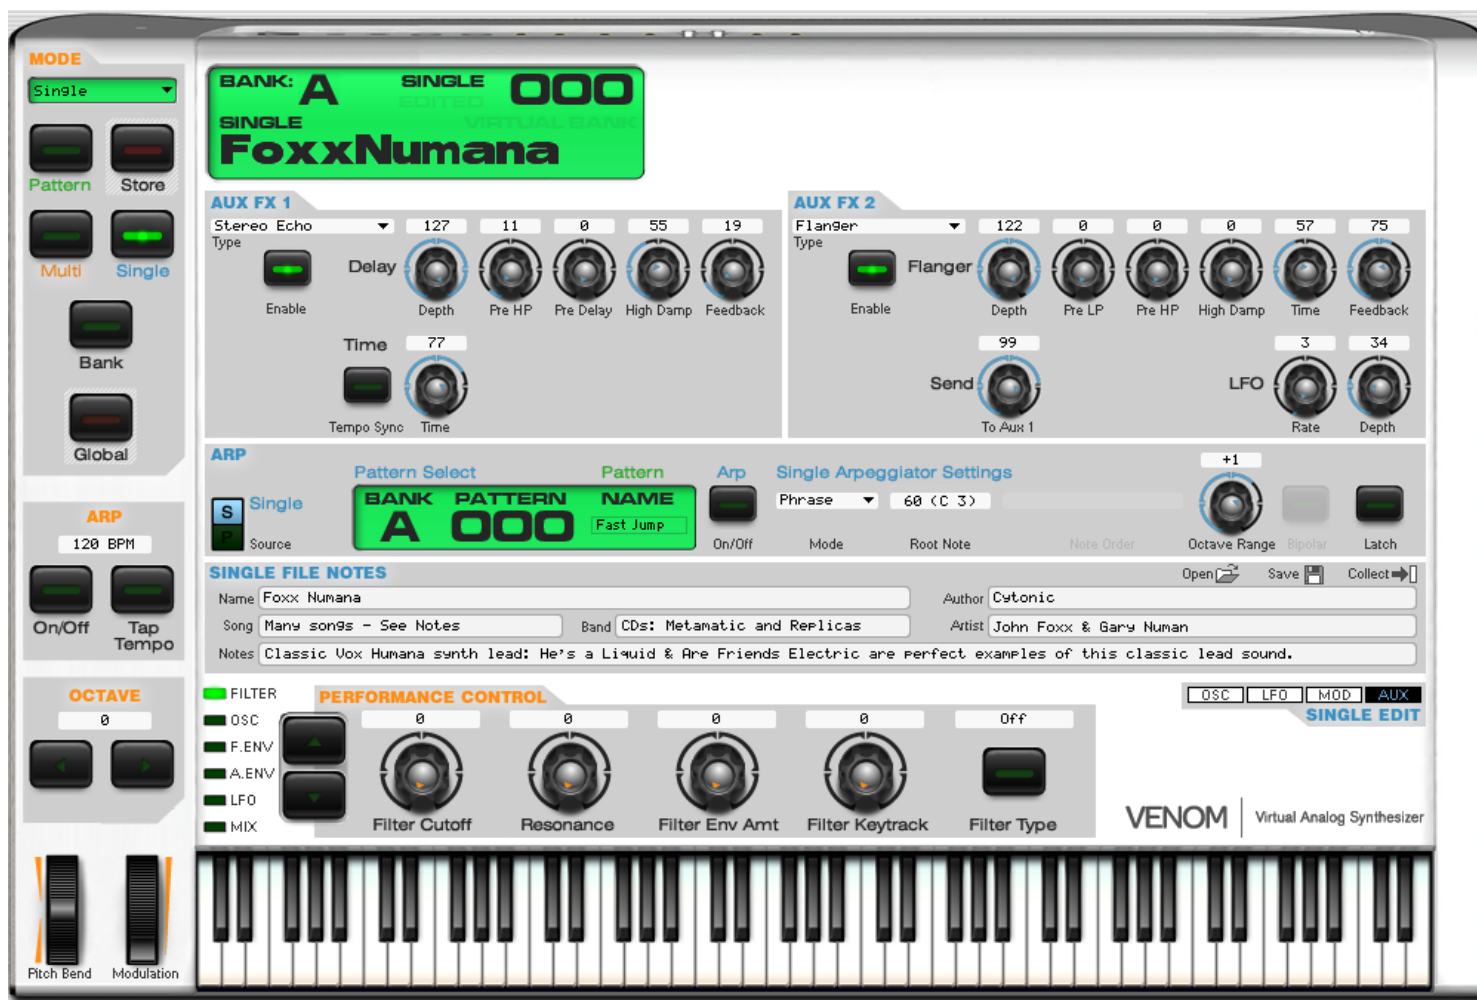 MODE
Single
Pattern Store
Multi Single
Bank
Global
ARP
120 BPM
On/Off Tap Tempo
OCTAVE
0
Pitch Bend Modulation
BANK: A SINGLE 000
EDITED
SINGLE VIRTUAL BANK
FoxxNumana
AUX FX 1
Stereo Echo 127 11 0 55 19
Type
Delay
Enable Depth Pre HP Pre Delay High Damp Feedback
Time 77
Tempo Sync Time
AUX FX 2
Flanger 122 0 0 0 57 75
Type
Flanger
Enable Depth Pre LP Pre HP High Damp Time Feedback
99 3 34
Send LFO
To Aux 1 Rate Depth
ARP
Pattern Select Pattern Arp Single Arpeggiator Settings +1
S Single BANK PATTERN NAME Phrase 60 (C 3)
P A 000 Fast Jump
Source On/Off Mode Root Note Note Order Octave Range Bipolar Latch
SINGLE FILE NOTES Open Save Collect
Name Foxx Numana Author Cytonic
Song Many songs - See Notes Band CDs: Metamatic and Replicas Artist John Foxx & Gary Numan
Notes Classic Vox Humana synth lead: He's a Liquid & Are Friends Electric are perfect examples of this classic lead sound.
FILTER
OSC
F.ENV
A.ENV
LFO
MIX
PERFORMANCE CONTROL
0 0 0 0 Off
Filter Cutoff Resonance Filter Env Amt Filter Keytrack Filter Type
OSC LFO MOD AUX
SINGLE EDIT
VENOM Virtual Analog Synthesizer